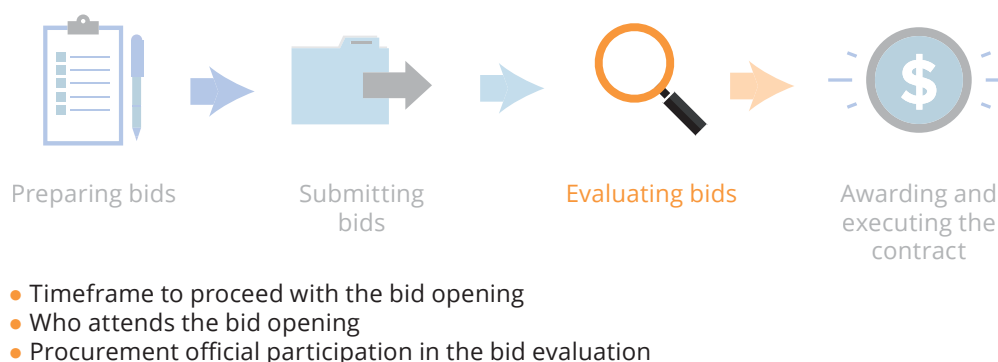 $
Preparing bids
Submitting
bids
Evaluating bids
Awarding and
executing the
contract
• Timeframe to proceed with the bid opening
• Who attends the bid opening
• Procurement official participation in the bid evaluation